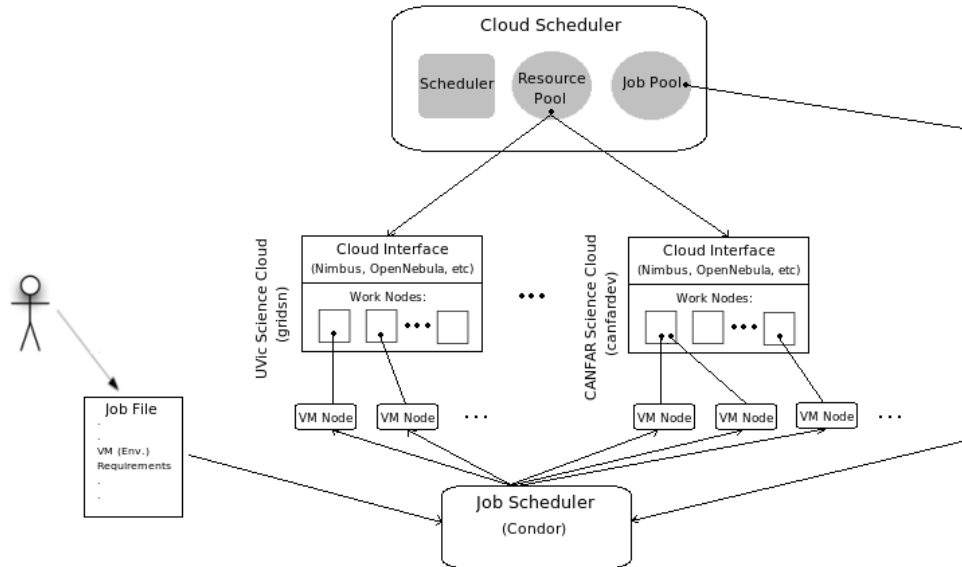 Cloud Scheduler
Scheduler
Resource
Pool
Job Pool
UVic Science Cloud
(gridsn)
Cloud Interface
(Nimbus, OpenNebula, etc)
Work Nodes:
CANFAR Science Cloud
(canfardev)
Cloud Interface
(Nimbus, OpenNebula, etc)
Work Nodes:
VM Node
VM Node
VM Node
VM Node
VM Node
Job File
VM (Env.)
Requirements
Job Scheduler
(Condor)